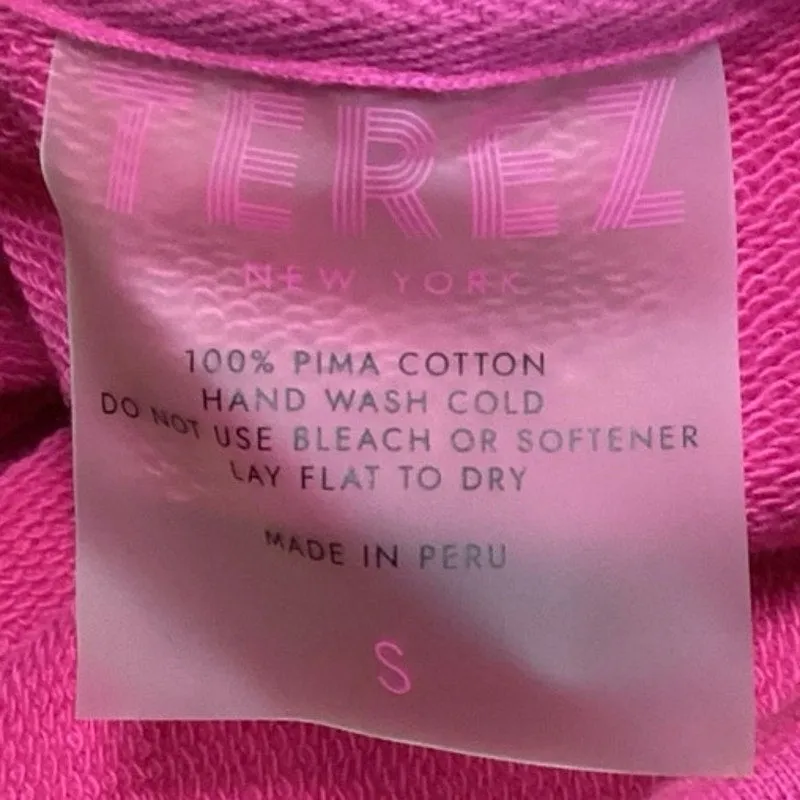 TEREZ
NEW YORK
100% PIMA COTTON
HAND WASH COLD
DO NOT USE BLEACH OR SOFTENER
LAY FLAT TO DRY
MADE IN PERU
S